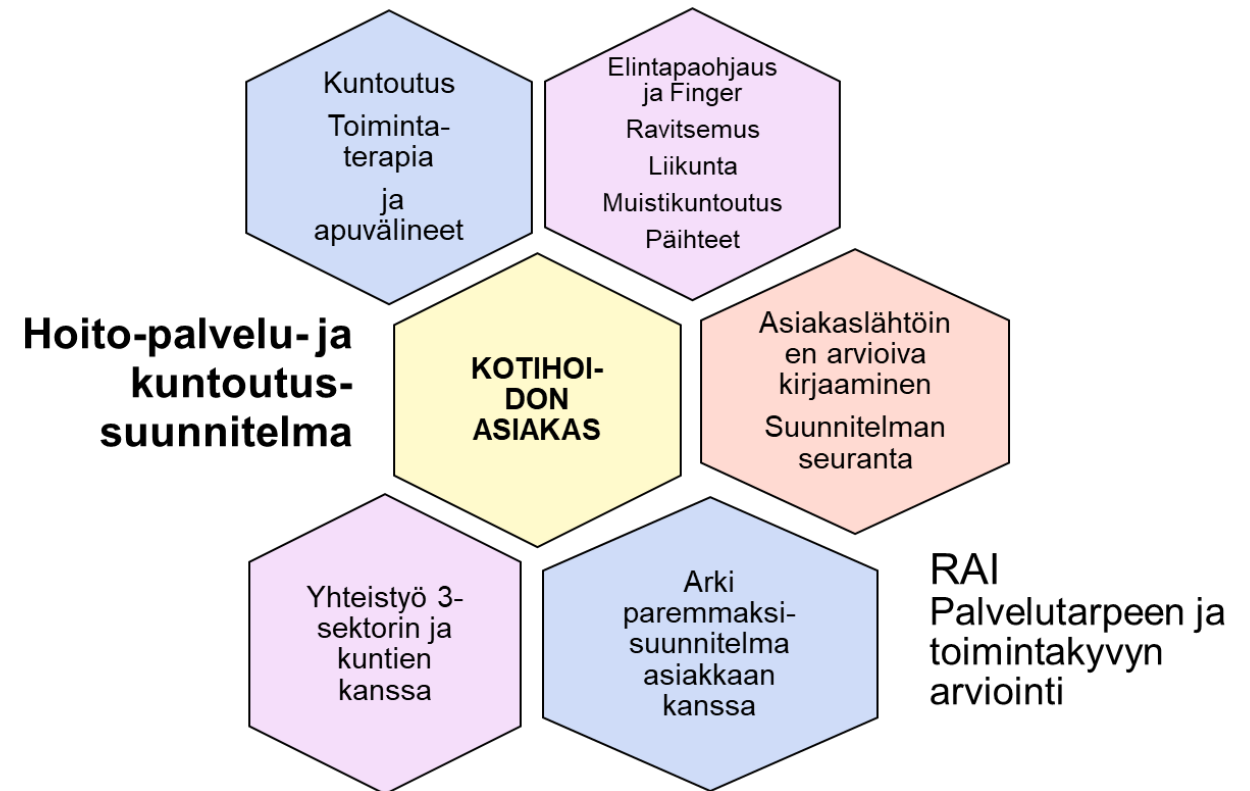 Kuntoutus
Toiminta-
terapia
ja
apuvälineet
Elintapaohjaus
ja Finger
Ravitsemus
Liikunta
Muistikuntoutus
Päihteet
Hoito-palvelu- ja
kuntoutus-
suunnitelma
KOTIHOI-
DON
ASIAKAS
Asiakaslähtöin
en arvioiva
kirjaaminen
Suunnitelman
seuranta
Yhteistyö 3-
sektorin ja
kuntien
kanssa
Arki
paremmaksi-
suunnitelma
asiakkaan
kanssa
RAI
Palvelutarpeen ja
toimintakyvyn
arviointi